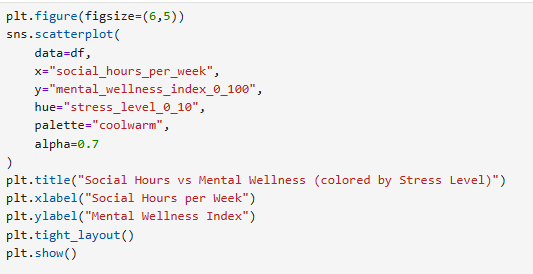 plt.figure(figsize=(6,5))
sns.scatterplot(
    data=df,
    x="social_hours_per_week",
    y="mental_wellness_index_0_100",
    hue="stress_level_0_10",
    palette="coolwarm",
    alpha=0.7
)
plt.title("Social Hours vs Mental Wellness (colored by Stress Level)")
plt.xlabel("Social Hours per Week")
plt.ylabel("Mental Wellness Index")
plt.tight_layout()
plt.show()